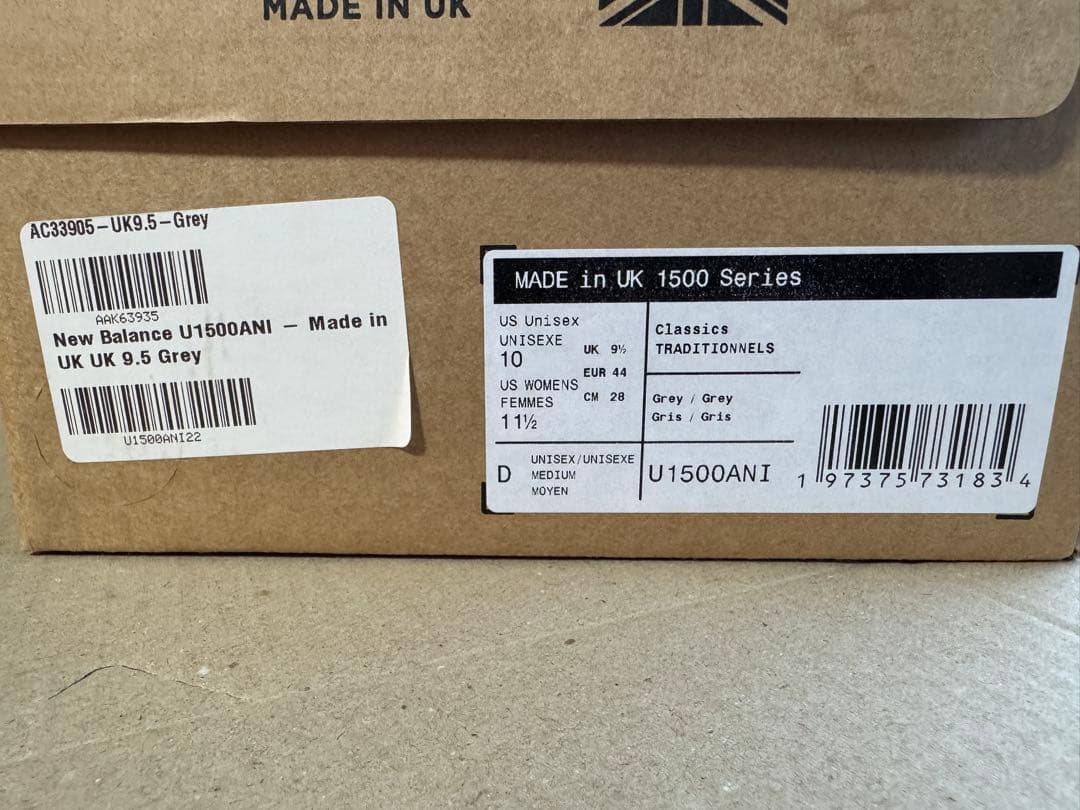 MADE IN UK
AC33905-UK9.5-Grey
AAK63935
New Balance U1500ANI - Made in
UK UK 9.5 Grey
U1500ANI22
MADE in UK 1500 Series
US Unisex
UNISEXE
10
UK 9½
EUR 44
CM 28
US WOMENS
FEMMES
11½
Classics
TRADITIONNELS
Grey / Grey
Gris / Gris
D
UNISEX/UNISEXE
MEDIUM
MOYEN
U1500ANI
1 97375 73183 4